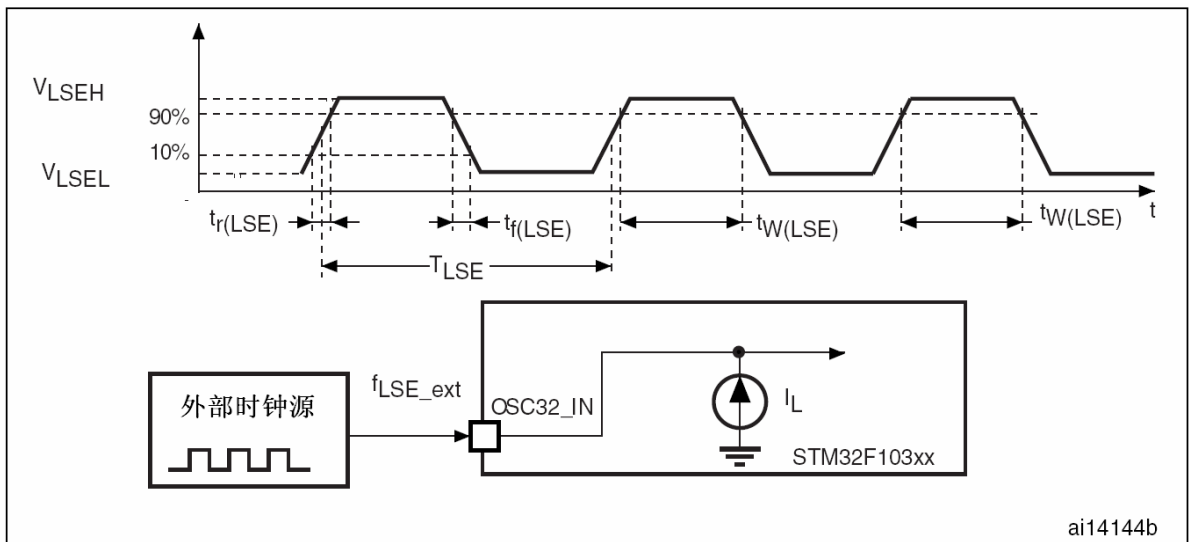 V_LSEH
90%
10%
V_LSEL
t_r(LSE)
t_f(LSE)
t_W(LSE)
t_W(LSE)
t
T_LSE
外部时钟源
f_LSE_ext
OSC32_IN
I_L
STM32F103xx
ai14144b